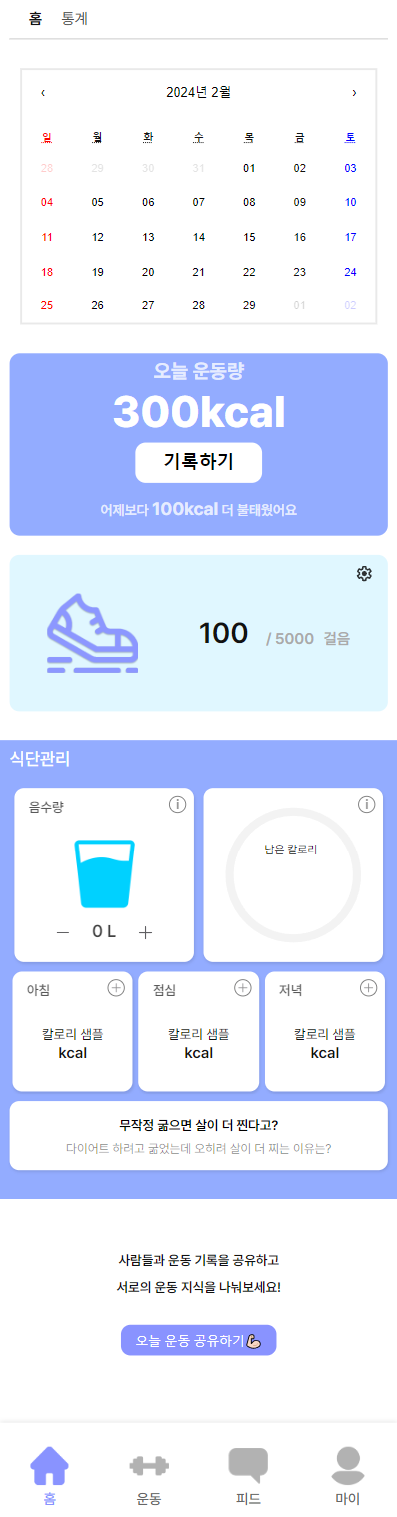 홈 통계
‹ 2024년 2월 ›
일 월 화 수 목 금 토
28 29 30 31 01 02 03
04 05 06 07 08 09 10
11 12 13 14 15 16 17
18 19 20 21 22 23 24
25 26 27 28 29 01 02
오늘 운동량
300kcal
기록하기
어제보다 100kcal 더 불태웠어요
100 / 5000 걸음
식단관리
음수량
남은 칼로리
0 L
아침 점심 저녁
칼로리 샘플 칼로리 샘플 칼로리 샘플
kcal kcal kcal
무작정 굶으면 살이 더 찐다고?
다이어트 하려고 굶었는데 오히려 살이 더 찌는 이유는?
사람들과 운동 기록을 공유하고
서로의 운동 지식을 나눠보세요!
오늘 운동 공유하기💪
홈 운동 피드 마이